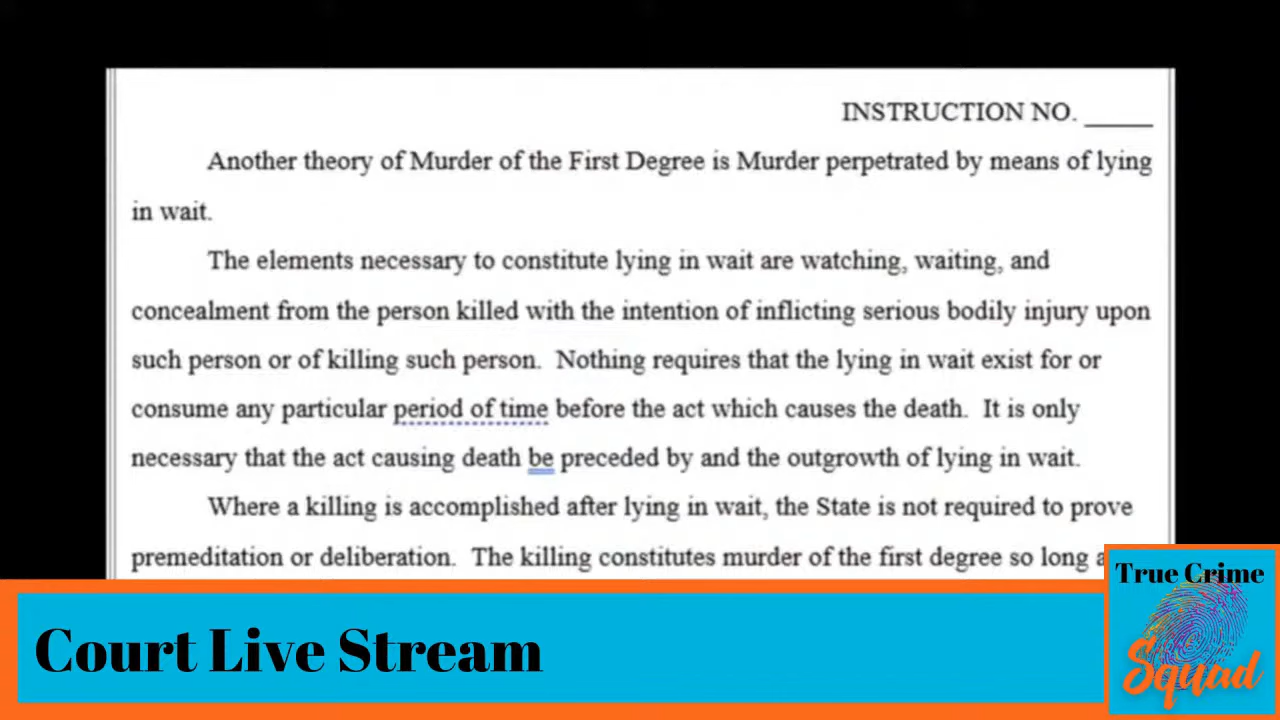 INSTRUCTION NO. _____
Another theory of Murder of the First Degree is Murder perpetrated by means of lying
in wait.
The elements necessary to constitute lying in wait are watching, waiting, and
concealment from the person killed with the intention of inflicting serious bodily injury upon
such person or of killing such person. Nothing requires that the lying in wait exist for or
consume any particular period of time before the act which causes the death. It is only
necessary that the act causing death be preceded by and the outgrowth of lying in wait.
Where a killing is accomplished after lying in wait, the State is not required to prove
premeditation or deliberation. The killing constitutes murder of the first degree so long
True Crime
Squad
Court Live Stream